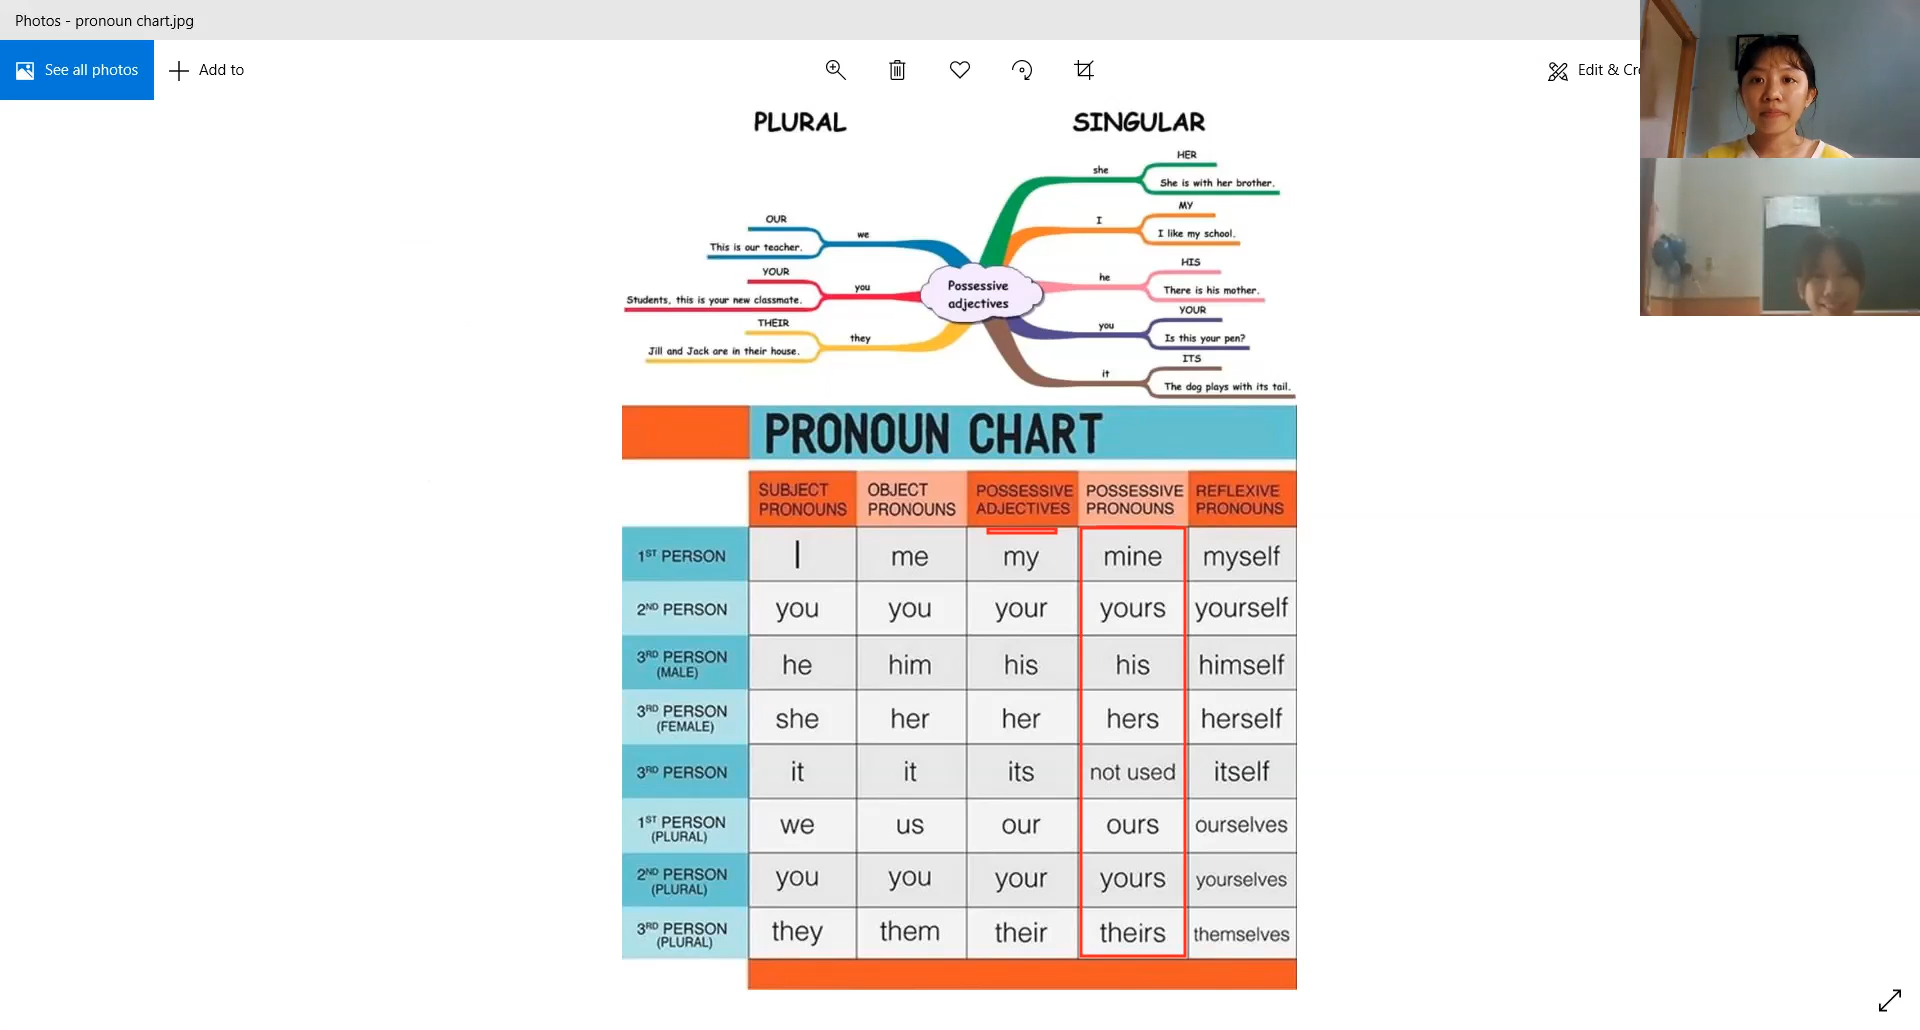 Photos - pronoun chart.jpg
See all photos
Add to
Edit & Cre
PLURAL
SINGULAR
OUR
This is our teacher.
we
YOUR
Students, this is your new classmate.
you
THEIR
Jill and Jack are in their house.
they
Possessive
adjectives
she
HER
She is with her brother.
I
MY
I like my school.
he
HIS
There is his mother.
you
YOUR
Is this your pen?
it
ITS
The dog plays with its tail.
PRONOUN CHART
SUBJECT PRONOUNS OBJECT PRONOUNS POSSESSIVE ADJECTIVES POSSESSIVE PRONOUNS REFLEXIVE PRONOUNS
1ST PERSON I me my mine myself
2ND PERSON you you your yours yourself
3RD PERSON (MALE) he him his his himself
3RD PERSON (FEMALE) she her her hers herself
3RD PERSON it it its not used itself
1ST PERSON (PLURAL) we us our ours ourselves
2ND PERSON (PLURAL) you you your yours yourselves
3RD PERSON (PLURAL) they them their theirs themselves